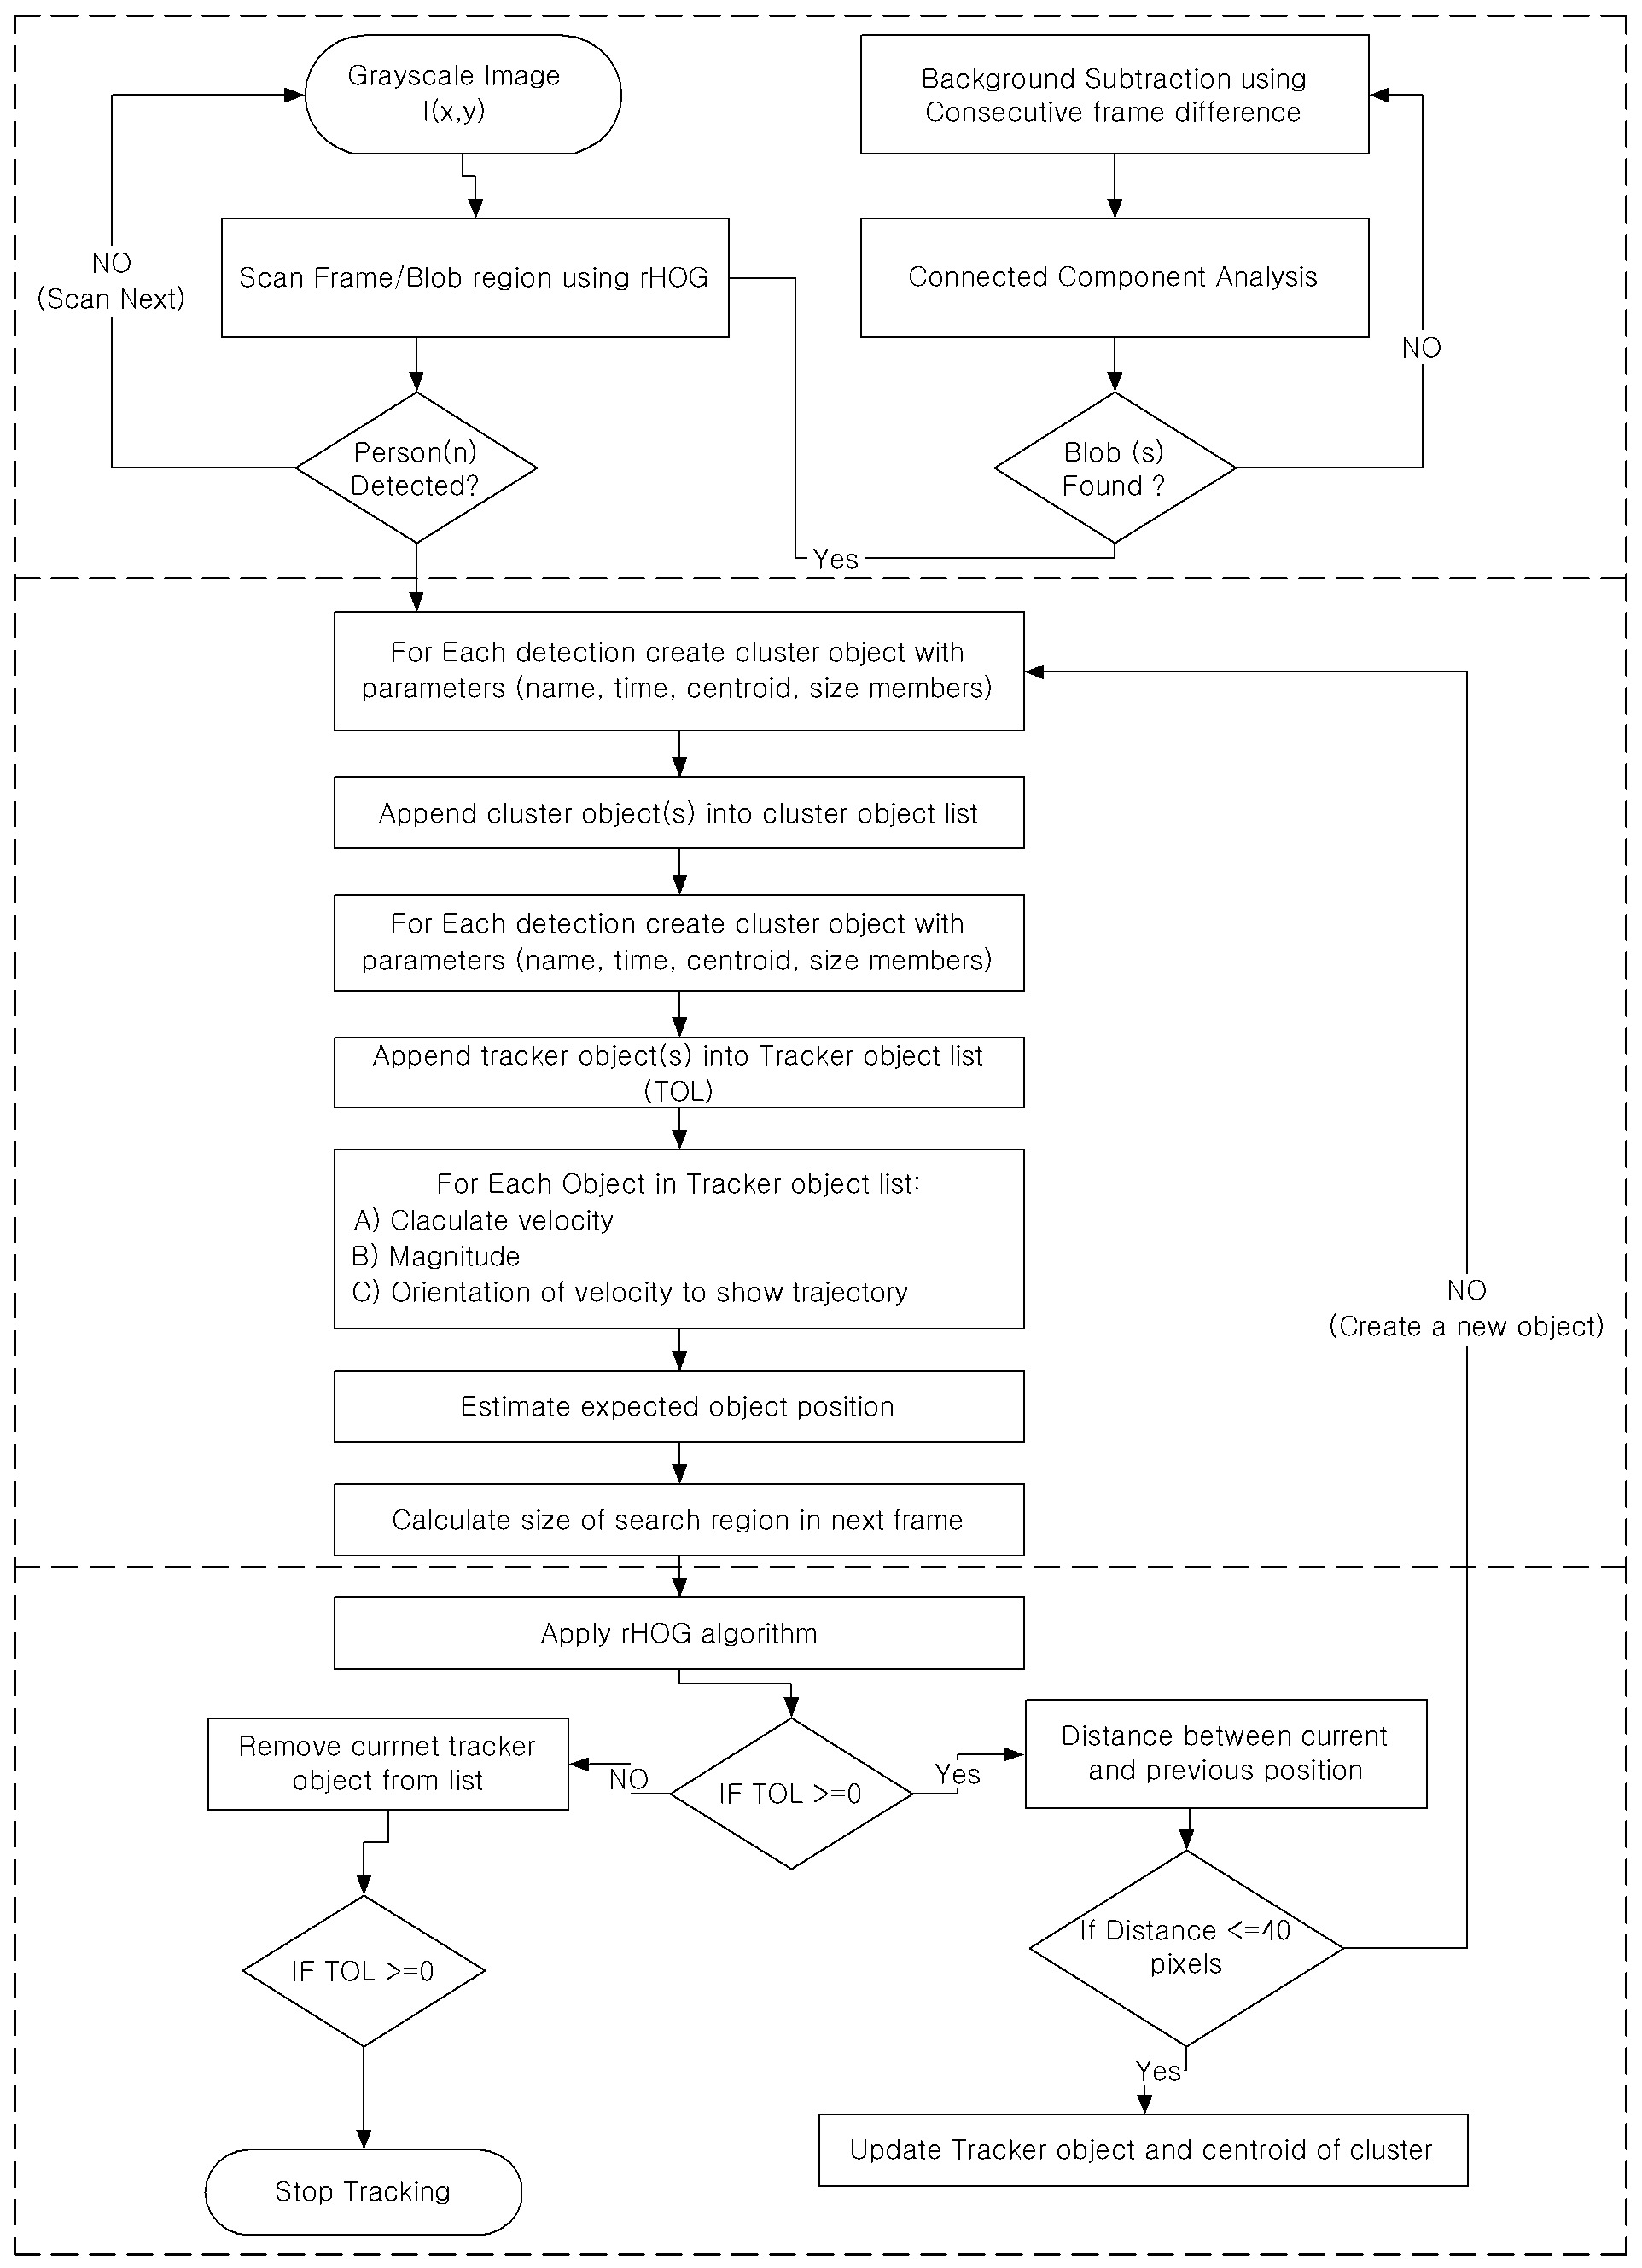 Grayscale Image
I(x,y)
Background Subtraction using
Consecutive frame difference
NO
(Scan Next)
Scan Frame/Blob region using rHOG
Connected Component Analysis
NO
Person(n)
Detected?
Blob (s)
Found ?
Yes
For Each detection create cluster object with
parameters (name, time, centroid, size members)
Append cluster object(s) into cluster object list
For Each detection create cluster object with
parameters (name, time, centroid, size members)
Append tracker object(s) into Tracker object list
(TOL)
For Each Object in Tracker object list:
A) Claculate velocity
B) Magnitude
C) Orientation of velocity to show trajectory
NO
(Create a new object)
Estimate expected object position
Calculate size of search region in next frame
Apply rHOG algorithm
Remove currnet tracker
object from list
NO
IF TOL >=0
Yes
Distance between current
and previous position
If Distance <=40
pixels
IF TOL >=0
Yes
Update Tracker object and centroid of cluster
Stop Tracking